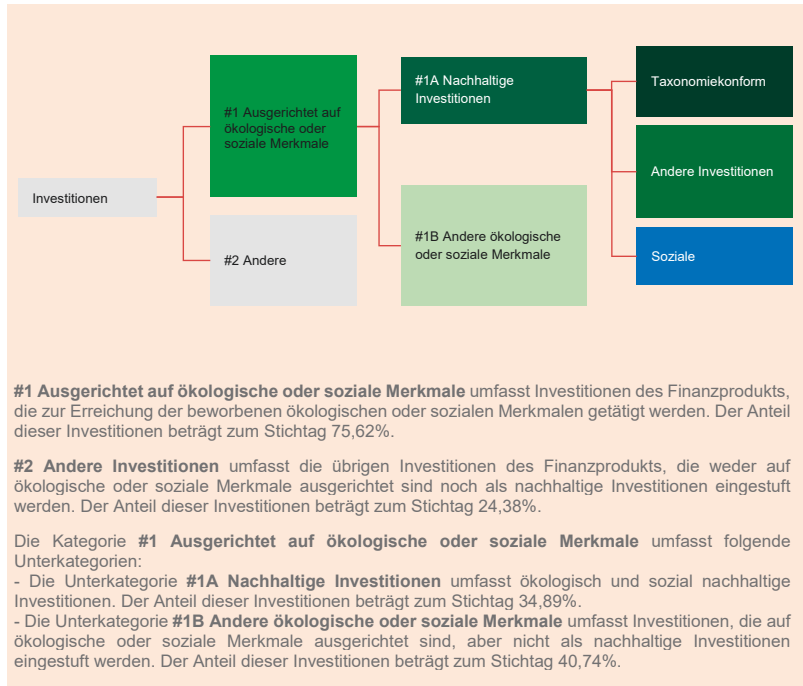 Investitionen
#1 Ausgerichtet auf
ökologische oder
soziale Merkmale
#2 Andere
#1A Nachhaltige
Investitionen
#1B Andere ökologische
oder soziale Merkmale
Taxonomiekonform
Andere Investitionen
Soziale
#1 Ausgerichtet auf ökologische oder soziale Merkmale umfasst Investitionen des Finanzprodukts,
die zur Erreichung der beworbenen ökologischen oder sozialen Merkmalen getätigt werden. Der Anteil
dieser Investitionen beträgt zum Stichtag 75,62%.
#2 Andere Investitionen umfasst die übrigen Investitionen des Finanzprodukts, die weder auf
ökologische oder soziale Merkmale ausgerichtet sind noch als nachhaltige Investitionen eingestuft
werden. Der Anteil dieser Investitionen beträgt zum Stichtag 24,38%.
Die Kategorie #1 Ausgerichtet auf ökologische oder soziale Merkmale umfasst folgende
Unterkategorien:
- Die Unterkategorie #1A Nachhaltige Investitionen umfasst ökologisch und sozial nachhaltige
Investitionen. Der Anteil dieser Investitionen beträgt zum Stichtag 34,89%.
- Die Unterkategorie #1B Andere ökologische oder soziale Merkmale umfasst Investitionen, die auf
ökologische oder soziale Merkmale ausgerichtet sind, aber nicht als nachhaltige Investitionen
eingestuft werden. Der Anteil dieser Investitionen beträgt zum Stichtag 40,74%.